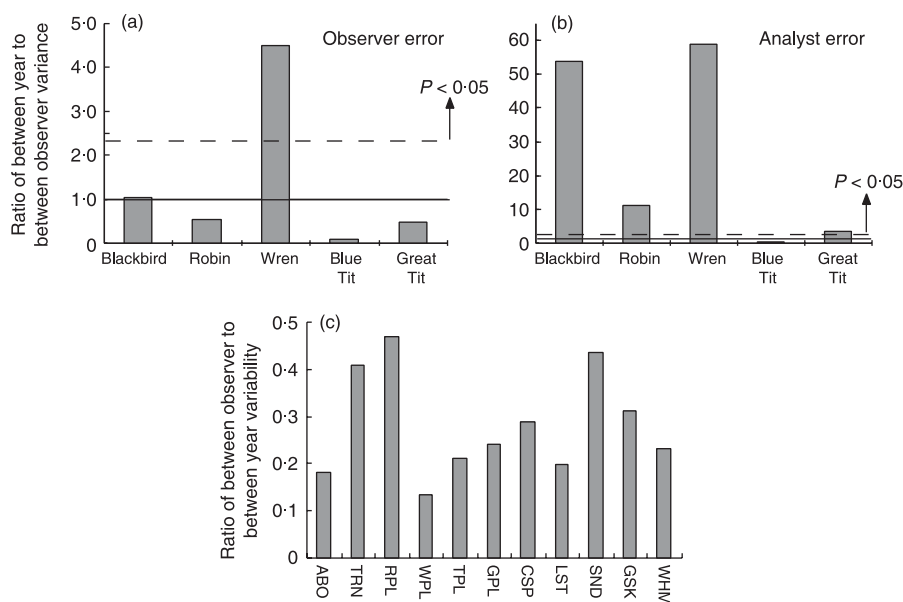 (a)
Observer error
Ratio of between year to
between observer variance
5·0
4·0
3·0
2·0
1·0
0
P < 0·05
Blackbird
Robin
Wren
Blue
Tit
Great
Tit
(b)
Analyst error
60
50
40
30
20
10
0
P < 0·05
Blackbird
Robin
Wren
Blue
Tit
Great
Tit
(c)
Ratio of between observer to
between year variability
0·5
0·4
0·3
0·2
0·1
0
ABO
TRN
RPL
WPL
TPL
GPL
CSP
LST
SND
GSK
WHIV